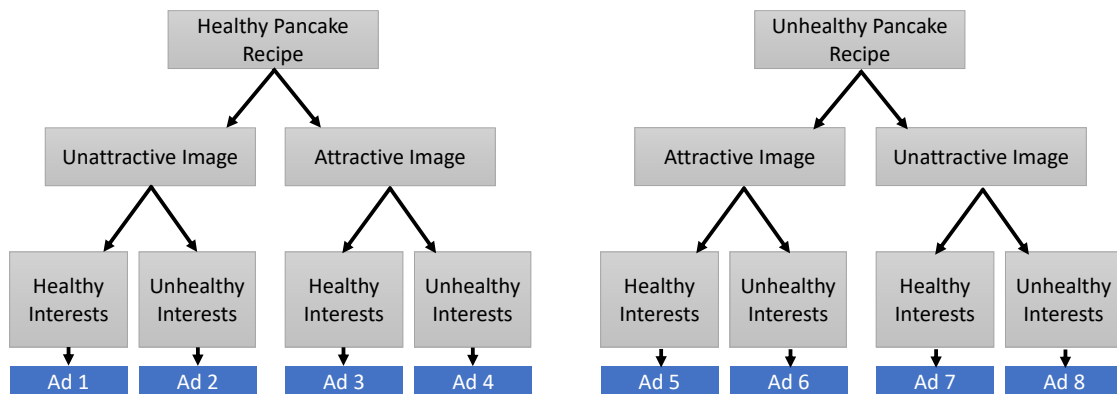 Healthy Pancake
Recipe
Unhealthy Pancake
Recipe
Unattractive Image
Attractive Image
Attractive Image
Unattractive Image
Healthy
Interests
Unhealthy
Interests
Healthy
Interests
Unhealthy
Interests
Healthy
Interests
Unhealthy
Interests
Healthy
Interests
Unhealthy
Interests
Ad 1
Ad 2
Ad 3
Ad 4
Ad 5
Ad 6
Ad 7
Ad 8